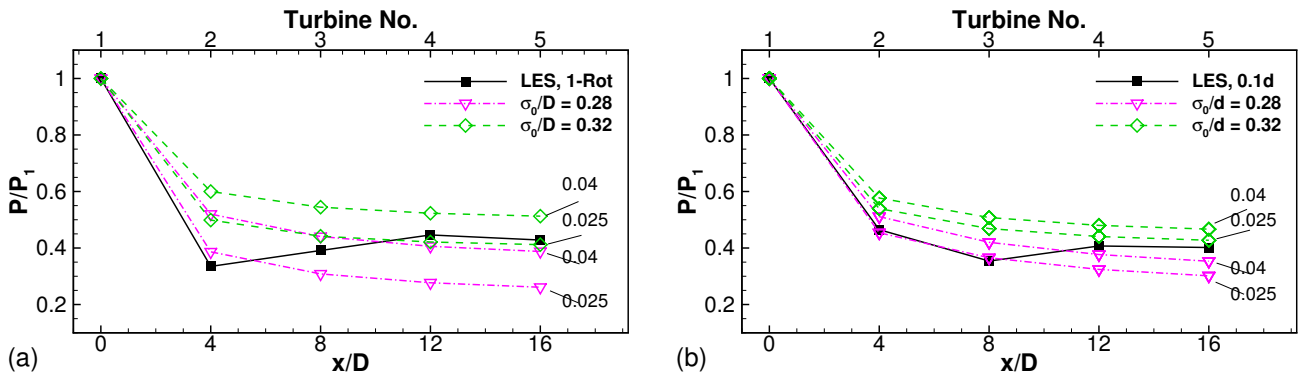 Turbine No.
1 2 3 4 5
P/P₁
1
0.8
0.6
0.4
0.2
LES, 1-Rot
σ₀/D = 0.28
σ₀/D = 0.32
0.04
0.025
0.04
0.025
0 4 8 12 16
(a)
x/D
Turbine No.
1 2 3 4 5
P/P₁
1
0.8
0.6
0.4
0.2
LES, 0.1d
σ₀/d = 0.28
σ₀/d = 0.32
0.04
0.025
0.04
0.025
0 4 8 12 16
(b)
x/D